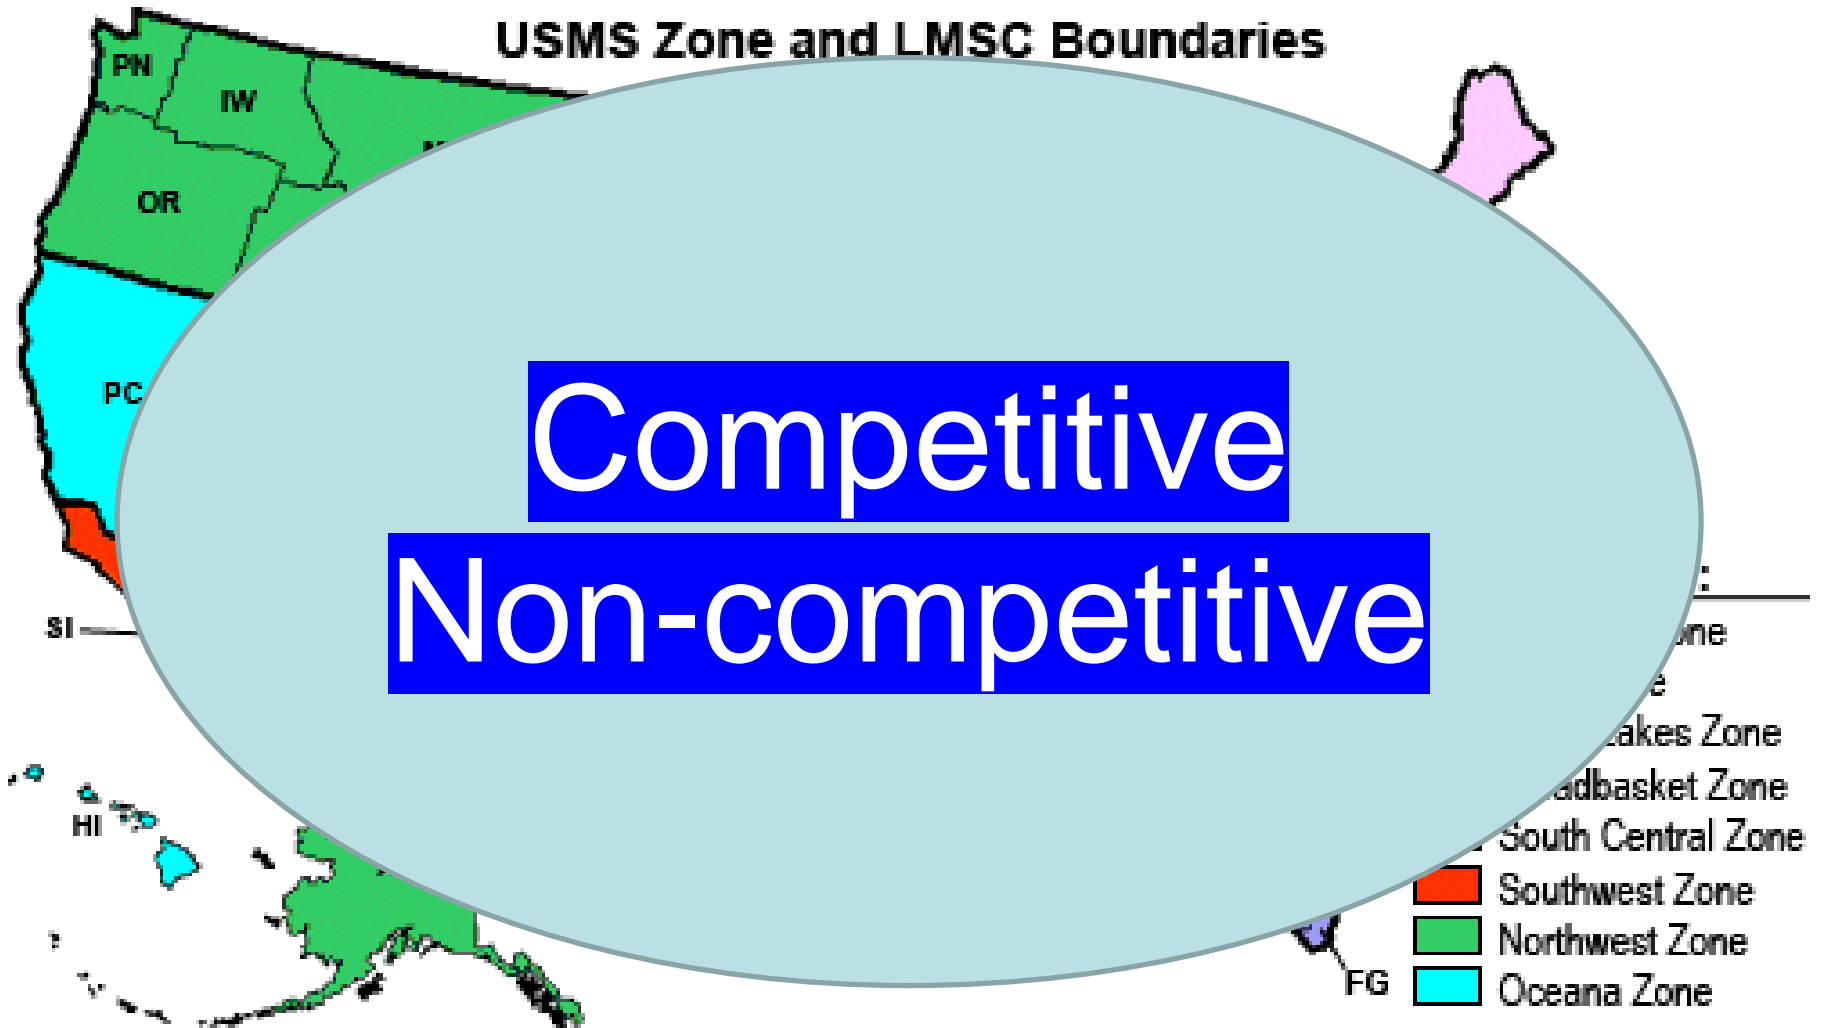 USMS Zone and LMSC Boundaries
PN
IW
OR
PC
Competitive
Non-competitive
SI
:
Zone
HI
South Central Zone
Southwest Zone
Northwest Zone
Oceana Zone
FG